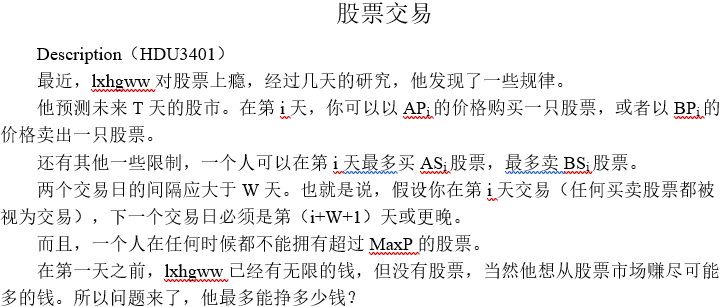 股票交易
Description（HDU3401）
最近，lxhgww 对股票上瘾，经过几天的研究，他发现了一些规律。
他预测未来 T 天的股市。在第 i 天，你可以以 APi 的价格购买一只股票，或者以 BPi 的
价格卖出一只股票。
还有其他一些限制，一个人可以在第 i 天最多买 ASi 股票，最多卖 BSi 股票。
两个交易日的间隔应大于 W 天。也就是说，假设你在第 i 天交易（任何买卖股票都被
视为交易），下一个交易日必须是第（i+W+1）天或更晚。
而且，一个人在任何时候都不能拥有超过 MaxP 的股票。
在第一天之前，lxhgww 已经有无限的钱，但没有股票，当然他想从股票市场赚尽可能
多的钱。所以问题来了，他最多能挣多少钱？